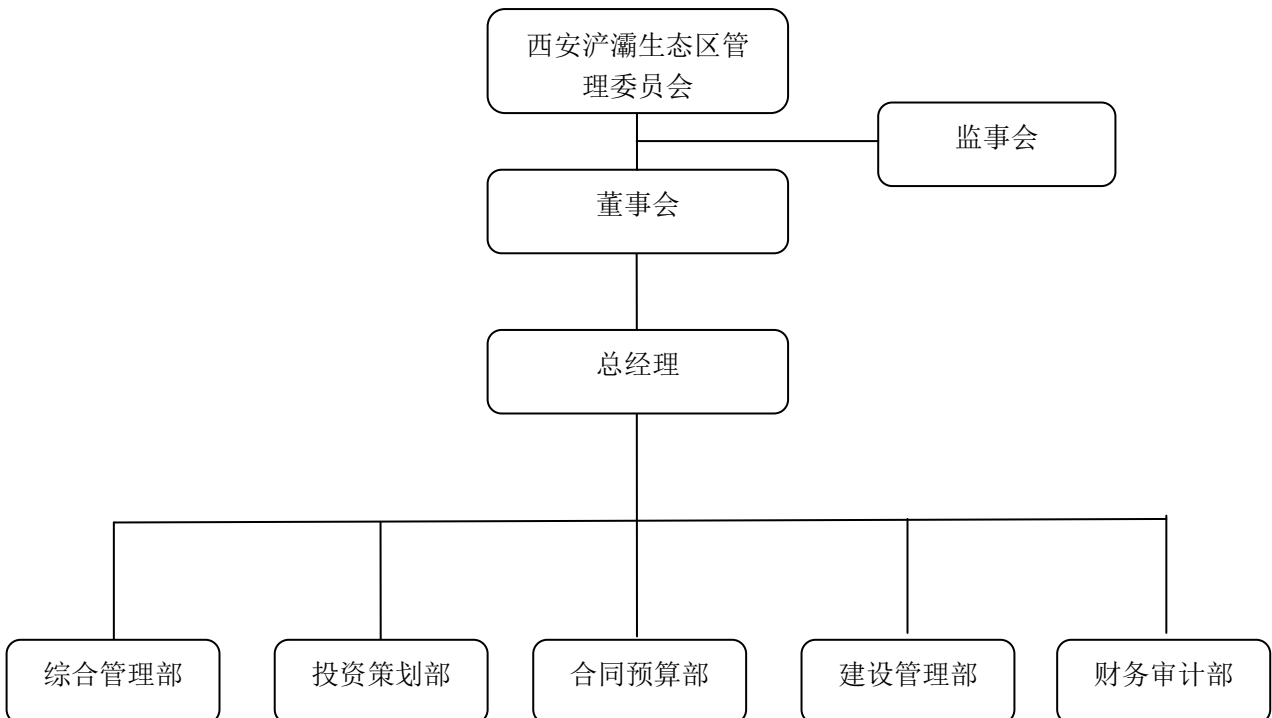 西安浐灞生态区管
理委员会
监事会
董事会
总经理
综合管理部
投资策划部
合同预算部
建设管理部
财务审计部